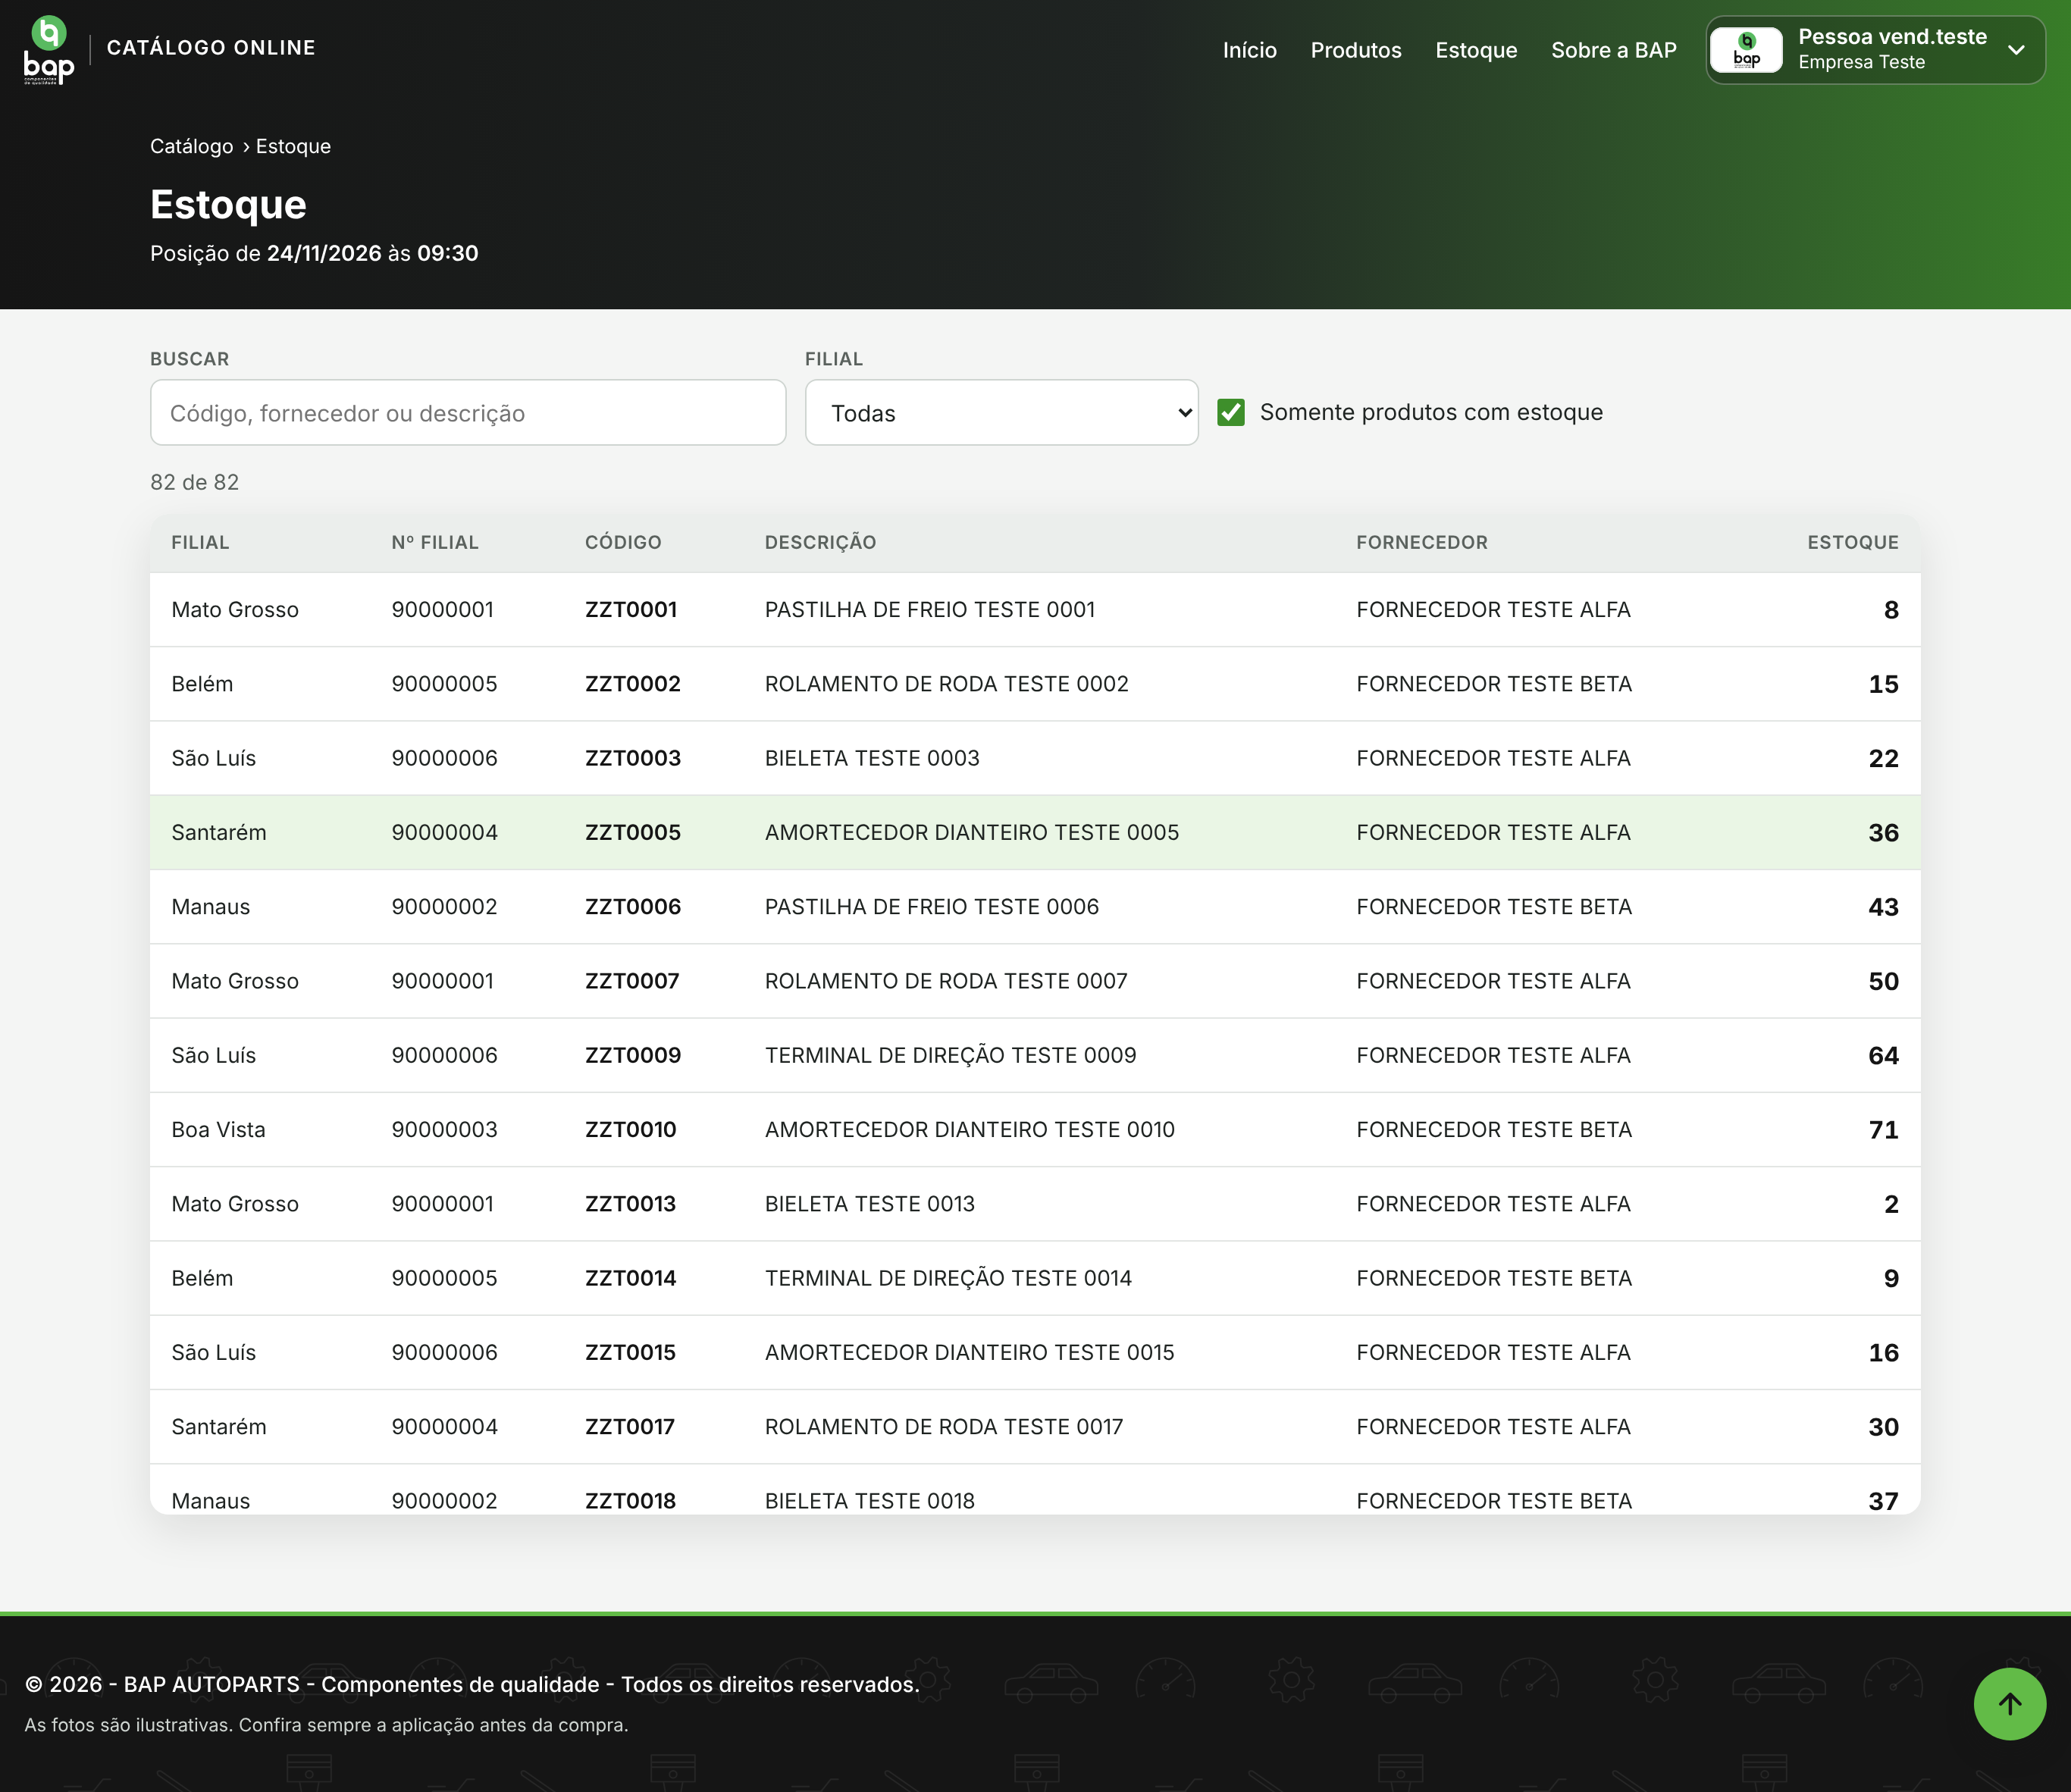 bap
componentes
de qualidade
CATÁLOGO ONLINE
Início
Produtos
Estoque
Sobre a BAP
bap
Pessoa vend.teste
Empresa Teste
Catálogo › Estoque
Estoque
Posição de 24/11/2026 às 09:30
BUSCAR
FILIAL
Código, fornecedor ou descrição
Todas
Somente produtos com estoque
82 de 82
FILIAL Nº FILIAL CÓDIGO DESCRIÇÃO FORNECEDOR ESTOQUE
Mato Grosso 90000001 ZZT0001 PASTILHA DE FREIO TESTE 0001 FORNECEDOR TESTE ALFA 8
Belém 90000005 ZZT0002 ROLAMENTO DE RODA TESTE 0002 FORNECEDOR TESTE BETA 15
São Luís 90000006 ZZT0003 BIELETA TESTE 0003 FORNECEDOR TESTE ALFA 22
Santarém 90000004 ZZT0005 AMORTECEDOR DIANTEIRO TESTE 0005 FORNECEDOR TESTE ALFA 36
Manaus 90000002 ZZT0006 PASTILHA DE FREIO TESTE 0006 FORNECEDOR TESTE BETA 43
Mato Grosso 90000001 ZZT0007 ROLAMENTO DE RODA TESTE 0007 FORNECEDOR TESTE ALFA 50
São Luís 90000006 ZZT0009 TERMINAL DE DIREÇÃO TESTE 0009 FORNECEDOR TESTE ALFA 64
Boa Vista 90000003 ZZT0010 AMORTECEDOR DIANTEIRO TESTE 0010 FORNECEDOR TESTE BETA 71
Mato Grosso 90000001 ZZT0013 BIELETA TESTE 0013 FORNECEDOR TESTE ALFA 2
Belém 90000005 ZZT0014 TERMINAL DE DIREÇÃO TESTE 0014 FORNECEDOR TESTE BETA 9
São Luís 90000006 ZZT0015 AMORTECEDOR DIANTEIRO TESTE 0015 FORNECEDOR TESTE ALFA 16
Santarém 90000004 ZZT0017 ROLAMENTO DE RODA TESTE 0017 FORNECEDOR TESTE ALFA 30
Manaus 90000002 ZZT0018 BIELETA TESTE 0018 FORNECEDOR TESTE BETA 37
© 2026 - BAP AUTOPARTS - Componentes de qualidade - Todos os direitos reservados.
As fotos são ilustrativas. Confira sempre a aplicação antes da compra.